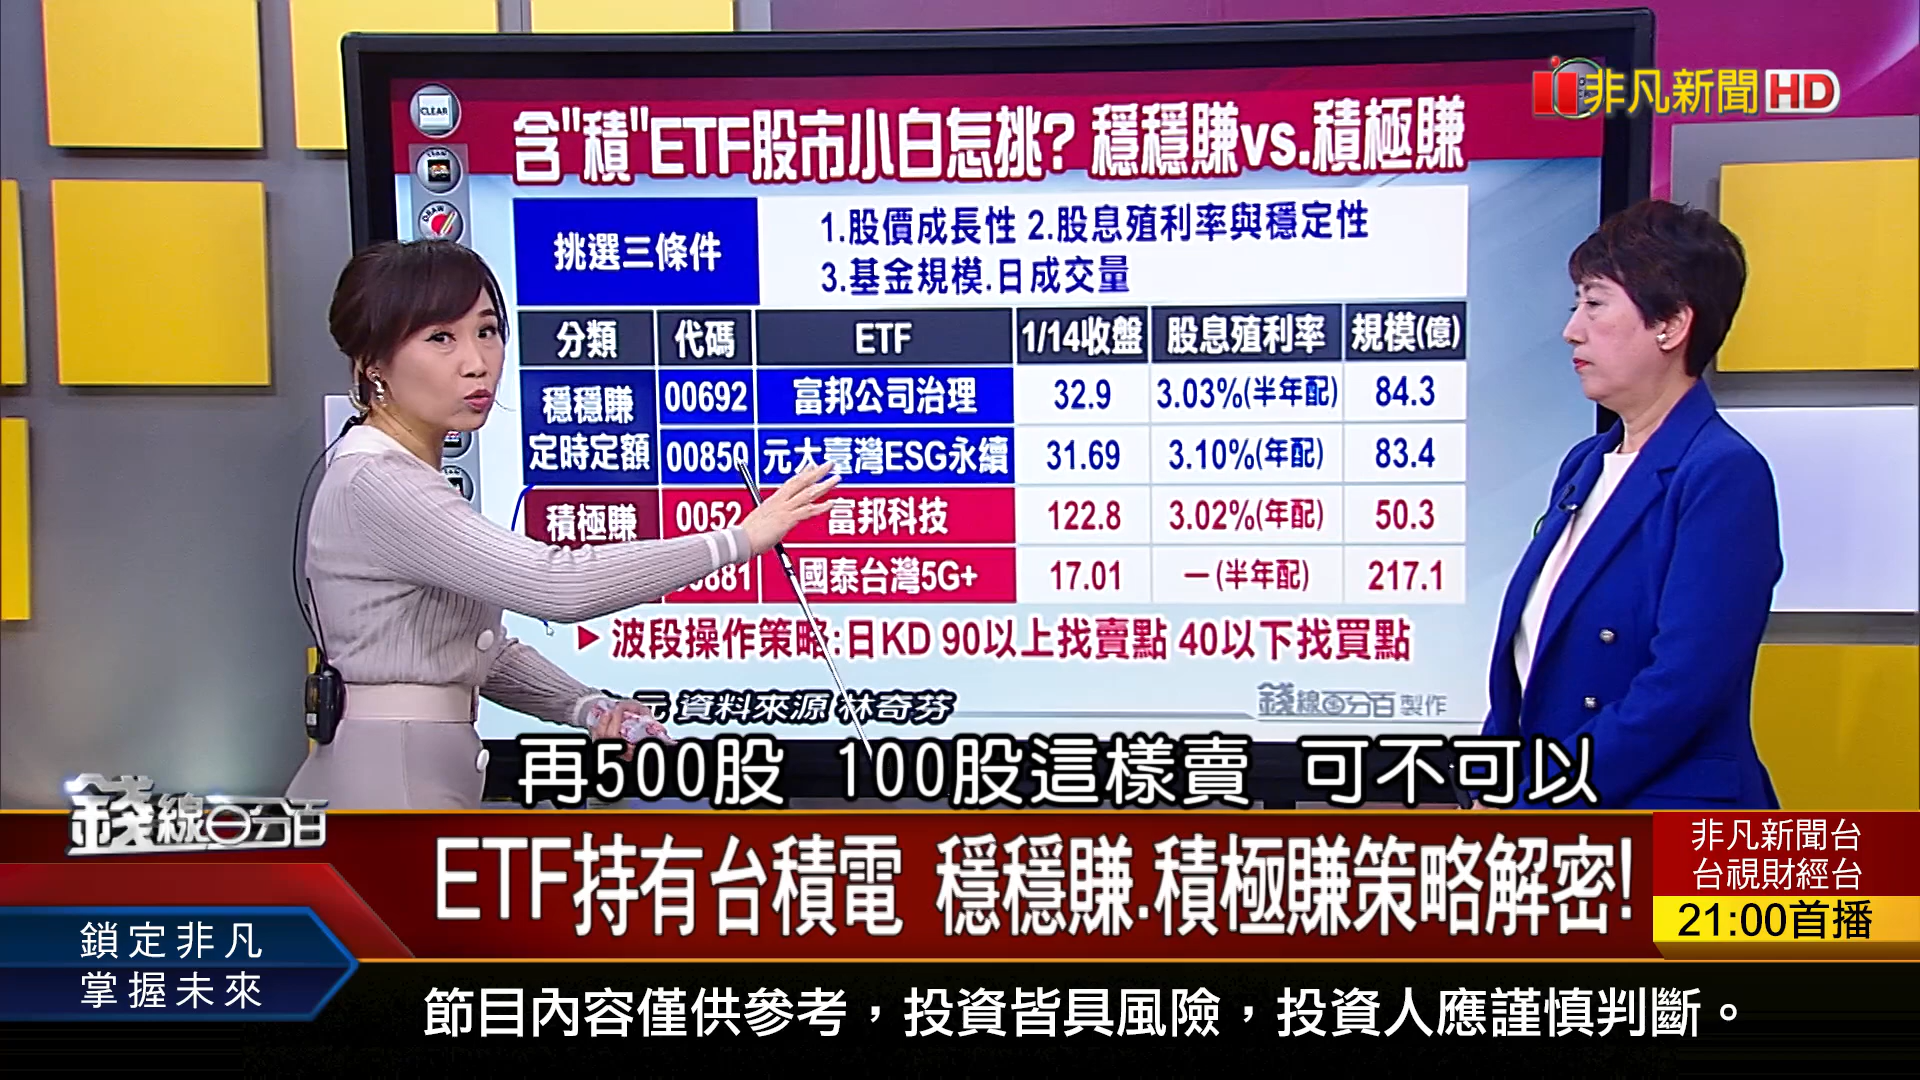 非凡新聞HD
CLEAR
DRAW
含"積"ETF股市小白怎挑? 穩穩賺vs.積極賺
挑選三條件
1.股價成長性 2.股息殖利率與穩定性
3.基金規模.日成交量
分類 代碼 ETF 1/14收盤 股息殖利率 規模(億)
穩穩賺
定時定額
00692 富邦公司治理 32.9 3.03%(半年配) 84.3
00850 元大臺灣ESG永續 31.69 3.10%(年配) 83.4
積極賺
0052 富邦科技 122.8 3.02%(年配) 50.3
881 國泰台灣5G+ 17.01 —(半年配) 217.1
▶波段操作策略:日KD 90以上找賣點 40以下找買點
元 資料來源 林奇芬
錢線百分百 製作
再500股 100股這樣賣 可不可以
錢線百分百
ETF持有台積電 穩穩賺.積極賺策略解密!
非凡新聞台
台視財經台
21:00首播
鎖定非凡
掌握未來
節目內容僅供參考，投資皆具風險，投資人應謹慎判斷。